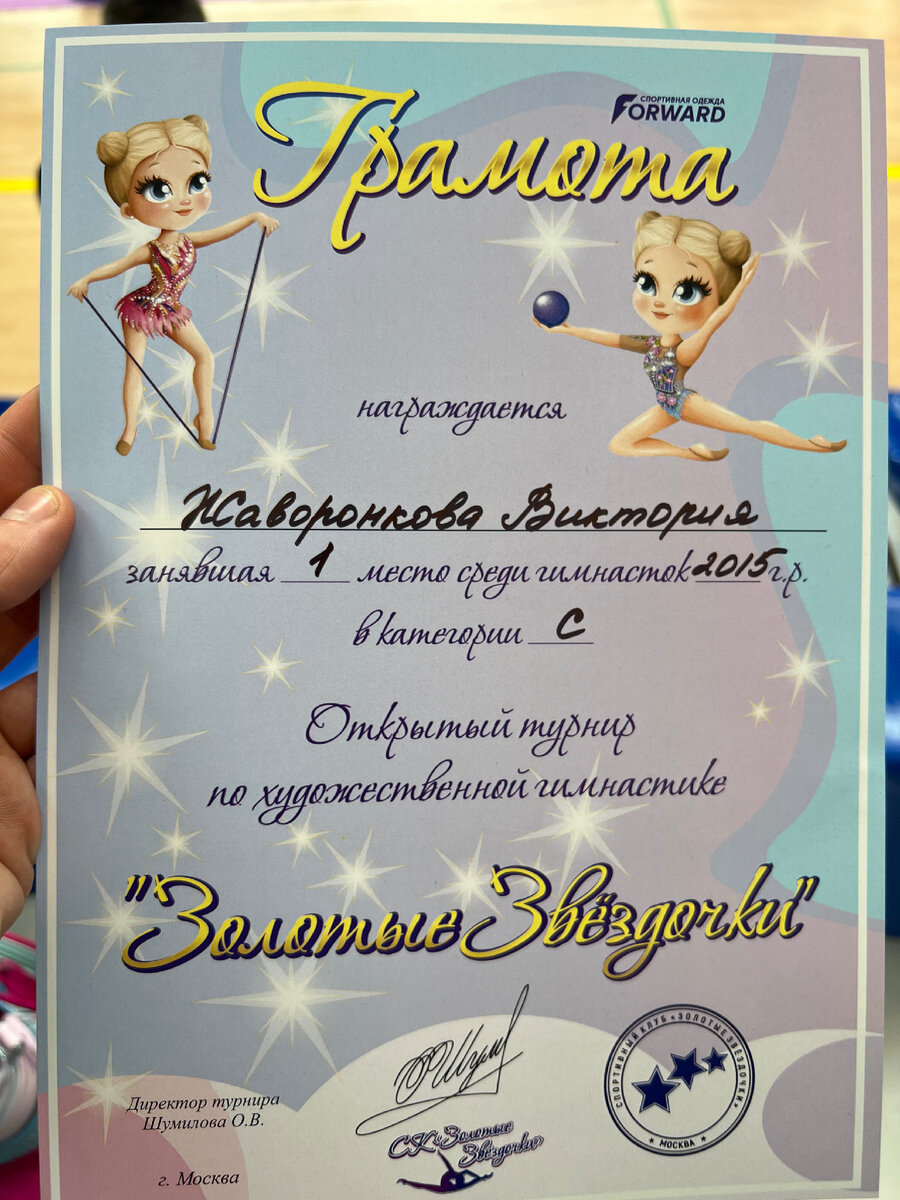 СПОРТИВНАЯ ОДЕЖДА
FORWARD
Грамота
награждается
Жаворонкова Виктория
занявшая 1 место среди гимнасток 2015 г.р.
в категории С
Открытый турнир
по художественной гимнастике
"Золотые Звёздочки"
Директор турнира
Шумилова О.В.
г. Москва
СК «Золотые
Звёздочки»
СПОРТИВНЫЙ КЛУБ «ЗОЛОТЫЕ ЗВЁЗДОЧКИ»
МОСКВА